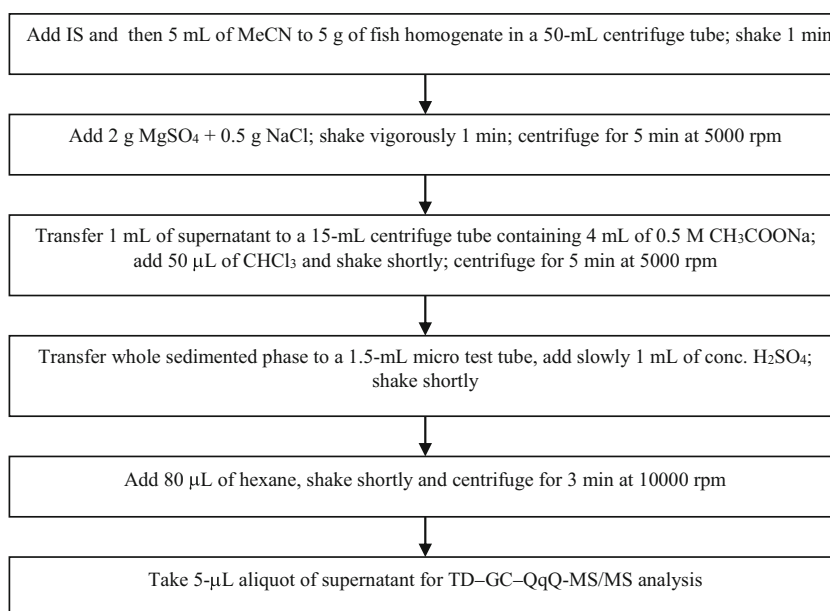 Add IS and then 5 mL of MeCN to 5 g of fish homogenate in a 50-mL centrifuge tube; shake 1 min
Add 2 g MgSO₄ + 0.5 g NaCl; shake vigorously 1 min; centrifuge for 5 min at 5000 rpm
Transfer 1 mL of supernatant to a 15-mL centrifuge tube containing 4 mL of 0.5 M CH₃COONa;
add 50 μL of CHCl₃ and shake shortly; centrifuge for 5 min at 5000 rpm
Transfer whole sedimented phase to a 1.5-mL micro test tube, add slowly 1 mL of conc. H₂SO₄;
shake shortly
Add 80 μL of hexane, shake shortly and centrifuge for 3 min at 10000 rpm
Take 5-μL aliquot of supernatant for TD–GC–QqQ-MS/MS analysis